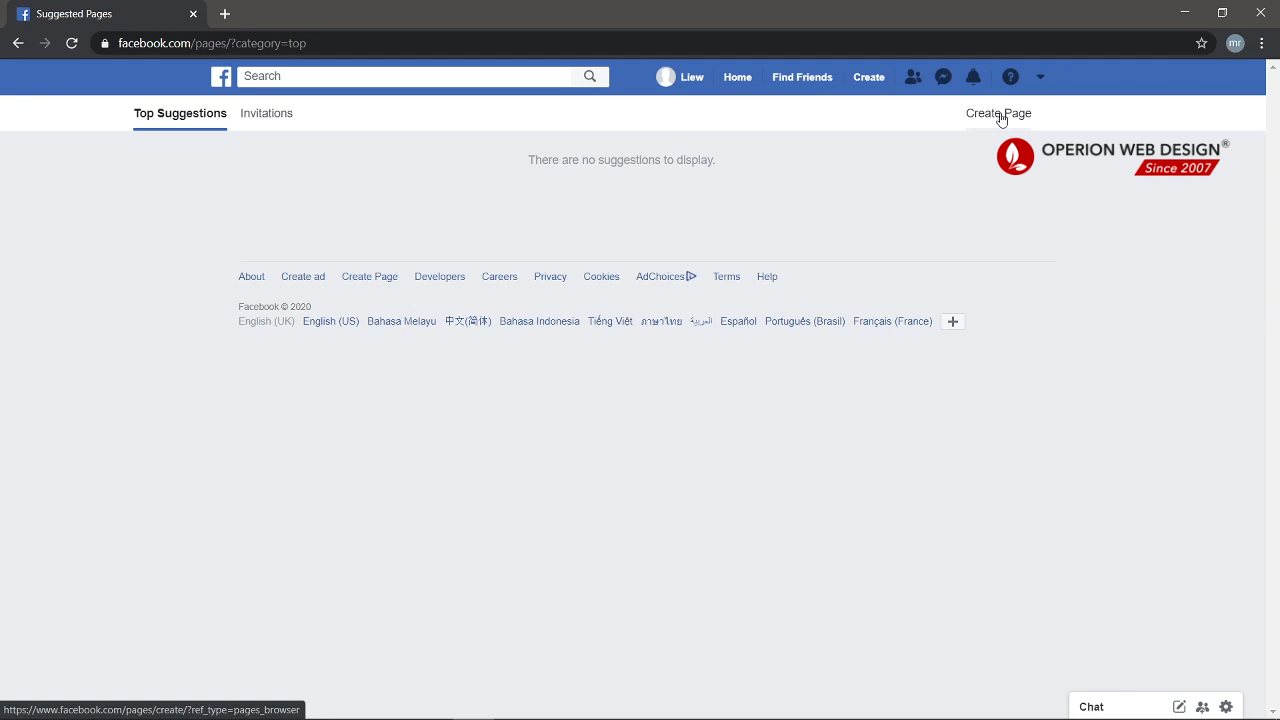 Suggested Pages
facebook.com/pages/?category=top
mr
Search
Liew Home Find Friends Create
Top Suggestions Invitations Create Page
OPERION WEB DESIGN®
Since 2007
There are no suggestions to display.
About Create ad Create Page Developers Careers Privacy Cookies AdChoices Terms Help
Facebook © 2020
English (UK) English (US) Bahasa Melayu 中文(简体) Bahasa Indonesia Tiếng Việt ภาษาไทย العربية Español Português (Brasil) Français (France)
Chat
https://www.facebook.com/pages/create/?ref_type=pages_browser